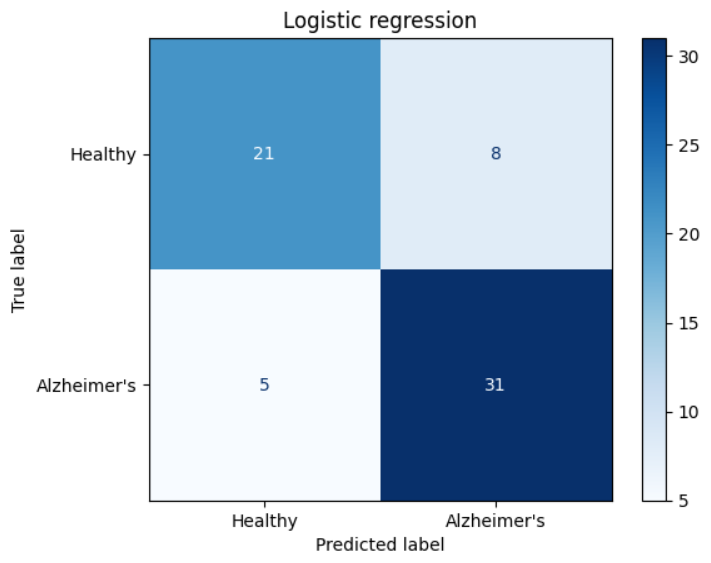 Logistic regression
True label
Healthy
Alzheimer's
21
8
5
31
Healthy
Alzheimer's
Predicted label
30
25
20
15
10
5